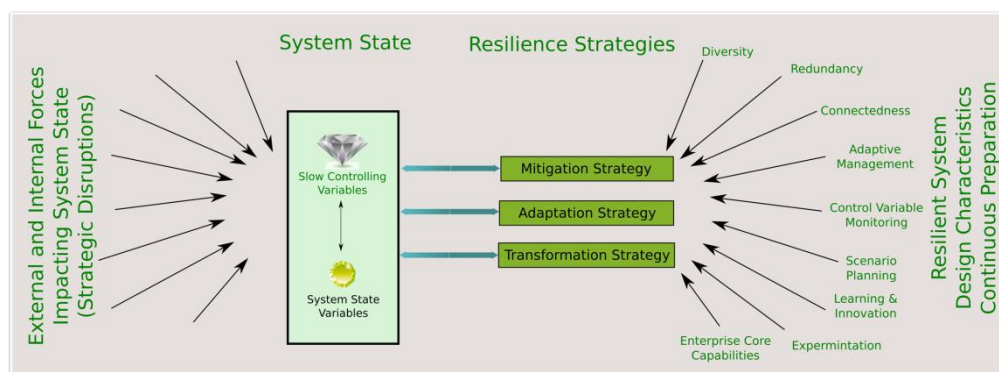 External and Internal Forces
Impacting System State
(Strategic Disruptions)
System State
Slow Controlling
Variables
System State
Variables
Resilience Strategies
Mitigation Strategy
Adaptation Strategy
Transformation Strategy
Diversity
Redundancy
Connectedness
Adaptive
Management
Control Variable
Monitoring
Scenario
Planning
Learning &
Innovation
Expermintation
Enterprise Core
Capabilities
Resilient System
Design Characteristics
Continuous Preparation